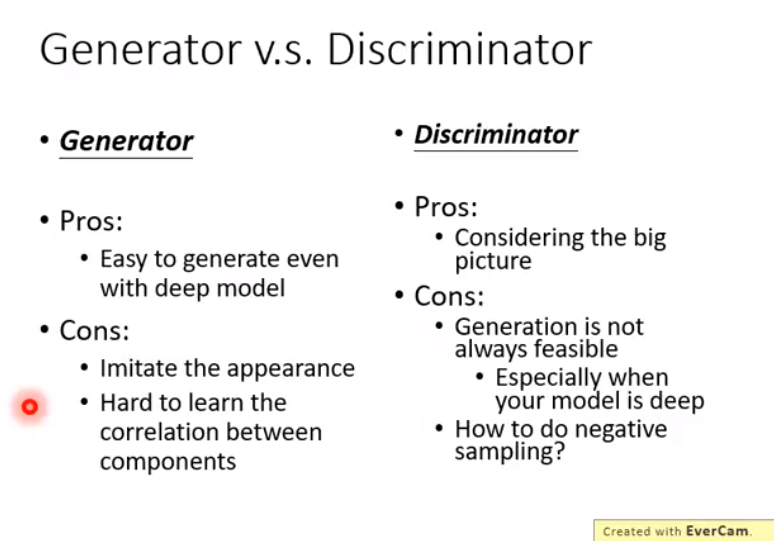 Generator v.s. Discriminator
• Generator
• Pros:
• Easy to generate even
with deep model
• Cons:
• Imitate the appearance
• Hard to learn the
correlation between
components
• Discriminator
• Pros:
• Considering the big
picture
• Cons:
• Generation is not
always feasible
• Especially when
your model is deep
• How to do negative
sampling?
Created with EverCam.